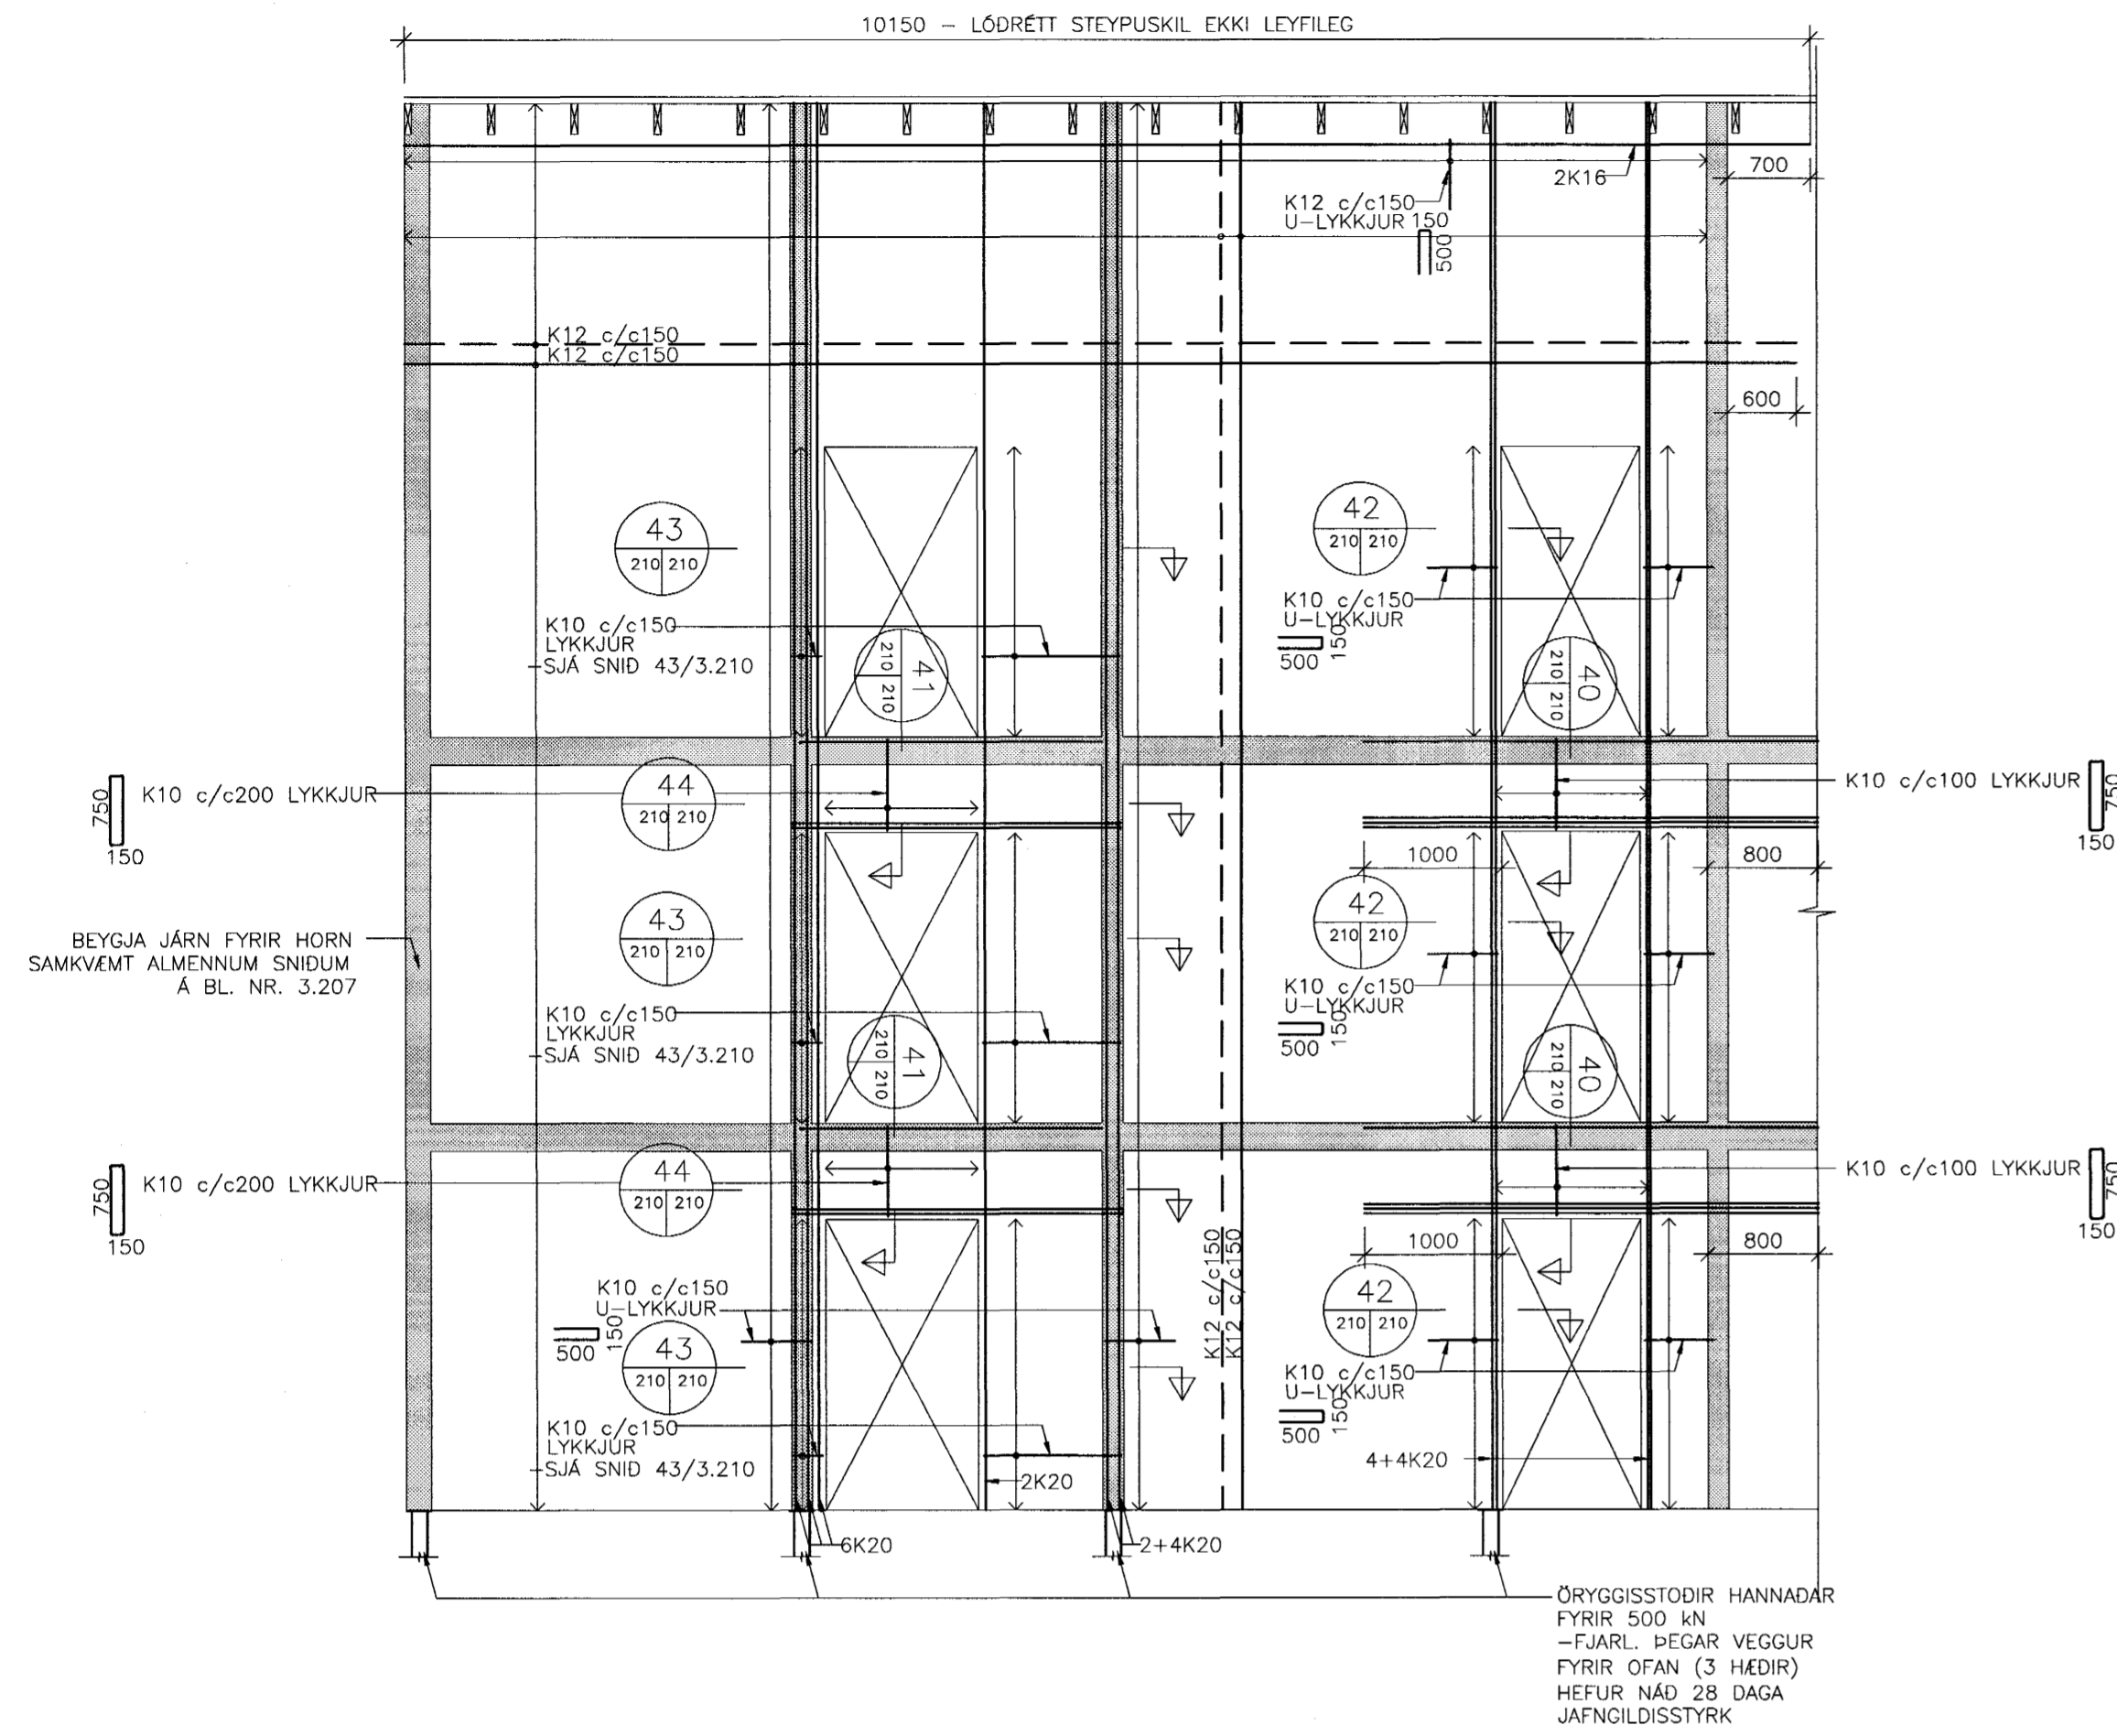 10150 – LÓÐRÉTT STEYPUSKIL EKKI LEYFILEG
2K16
700
K12 c/c150
U–LYKKJUR 150
500
K12 c/c150
K12 c/c150
600
43
210 210
42
210 210
K10 c/c150
LYKKJUR
–SJÁ SNIÐ 43/3.210
K10 c/c150
U–LYKKJUR
500
150
41
210 210
40
210 210
750
150
K10 c/c200 LYKKJUR
44
210 210
K10 c/c100 LYKKJUR
750
150
1000
800
43
210 210
42
210 210
BEYGJA JÁRN FYRIR HORN
SAMKVÆMT ALMENNUM SNIÐUM
Á BL. NR. 3.207
K10 c/c150
LYKKJUR
–SJÁ SNIÐ 43/3.210
K10 c/c150
U–LYKKJUR
500
150
41
210 210
40
210 210
750
150
K10 c/c200 LYKKJUR
44
210 210
K10 c/c100 LYKKJUR
750
150
1000
800
K12 c/c150
K12 c/c150
K10 c/c150
U–LYKKJUR
500
150
43
210 210
42
210 210
K10 c/c150
U–LYKKJUR
500
150
K10 c/c150
LYKKJUR
–SJÁ SNIÐ 43/3.210
2K20
4+4K20
6K20
2+4K20
ÖRYGGISSTOÐIR HANNAÐAR
FYRIR 500 kN
–FJARL. ÞEGAR VEGGUR
FYRIR OFAN (3 HÆÐIR)
HEFUR NÁÐ 28 DAGA
JAFNGILDISSTYRK